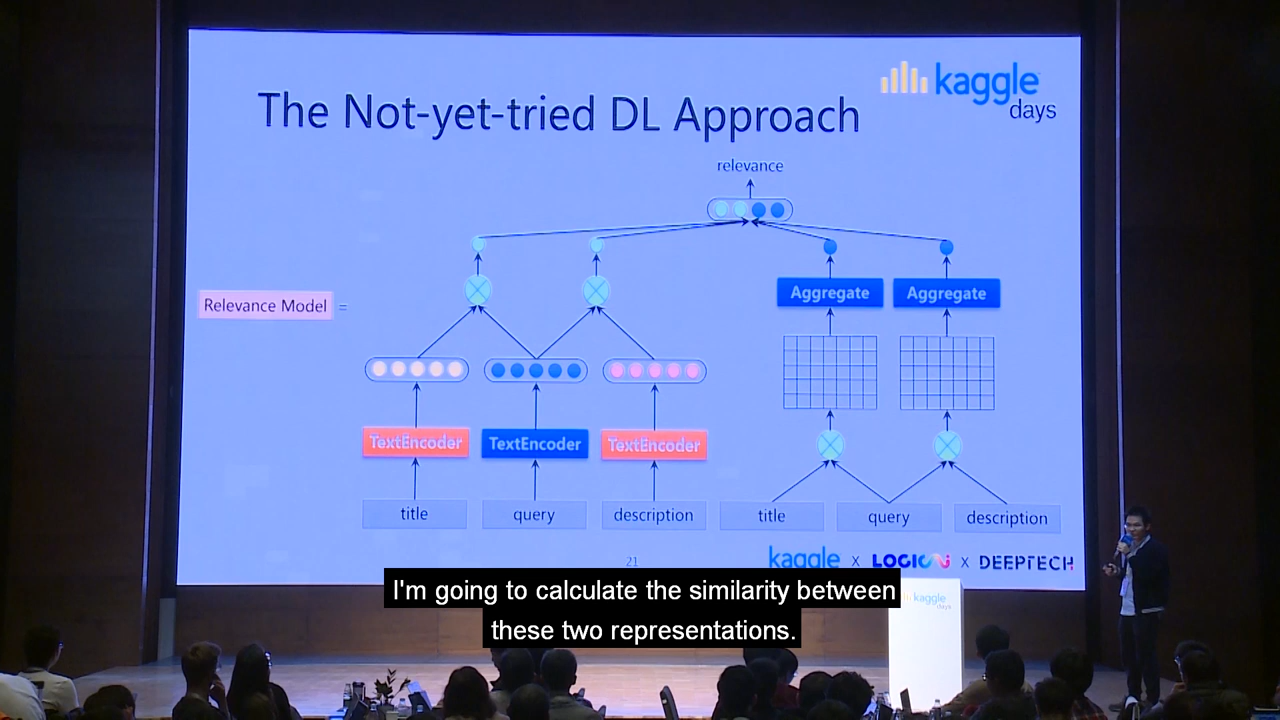 The Not-yet-tried DL Approach
kaggle
days
relevance
Relevance Model =
Aggregate Aggregate
TextEncoder TextEncoder TextEncoder
title query description title query description
21
kaggle X LOGIC X DEEPTECH
kaggle
days
I'm going to calculate the similarity between
these two representations.